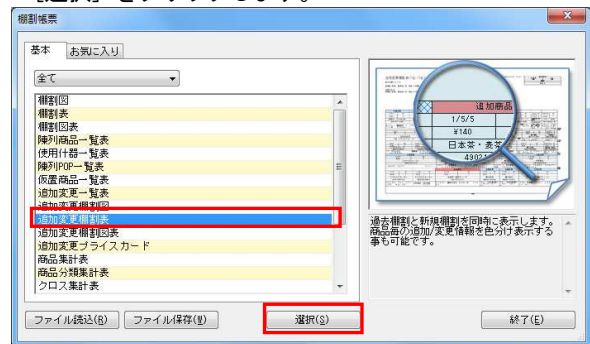 [選択] をクリックします。
棚割帳票
基本 お気に入り
全て
棚割図
棚割表
棚割図表
陳列商品一覧表
使用什器一覧表
陳列POP一覧表
仮置商品一覧表
追加変更一覧表
追加変更棚割図
追加変更棚割表
追加変更棚割図表
追加変更プライスカード
商品集計表
商品分類集計表
クロス集計表
追加商品
1/5/5
¥140
日本茶・麦茶
過去棚割と新規棚割を同時に表示します。
商品毎の追加/変更情報を色分け表示する
事も可能です。
ファイル読込(R) ファイル保存(W) 選択(S) 終了(E)